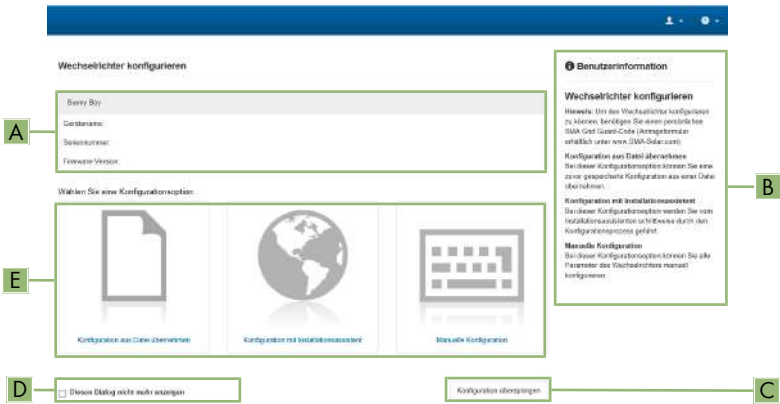 Wechselrichter konfigurieren
Sunny Boy
Gerätename:
Seriennummer:
Firmware-Version:
A
Wählen Sie eine Konfigurationsoption
Konfiguration aus Datei übernehmen
Konfiguration mit Installationsassistent
Manuelle Konfiguration
E
Diesen Dialog nicht mehr anzeigen
D
Konfiguration überspringen
C
Benutzerinformation
Wechselrichter konfigurieren
Hinweis: Um den Wechselrichter konfigurieren
zu können, benötigen Sie einen persönlichen
SMA Grid Guard-Code (Antragsformular
erhältlich unter www.SMA-Solar.com).
Konfiguration aus Datei übernehmen
Bei dieser Konfigurationsoption können Sie eine
zuvor gespeicherte Konfiguration aus einer Datei
übernehmen.
Konfiguration mit Installationsassistent
Bei dieser Konfigurationsoption werden Sie vom
Installationsassistenten schrittweise durch den
Konfigurationsprozess geführt.
Manuelle Konfiguration
Bei dieser Konfigurationsoption können Sie alle
Parameter des Wechselrichters manuell
konfigurieren.
B